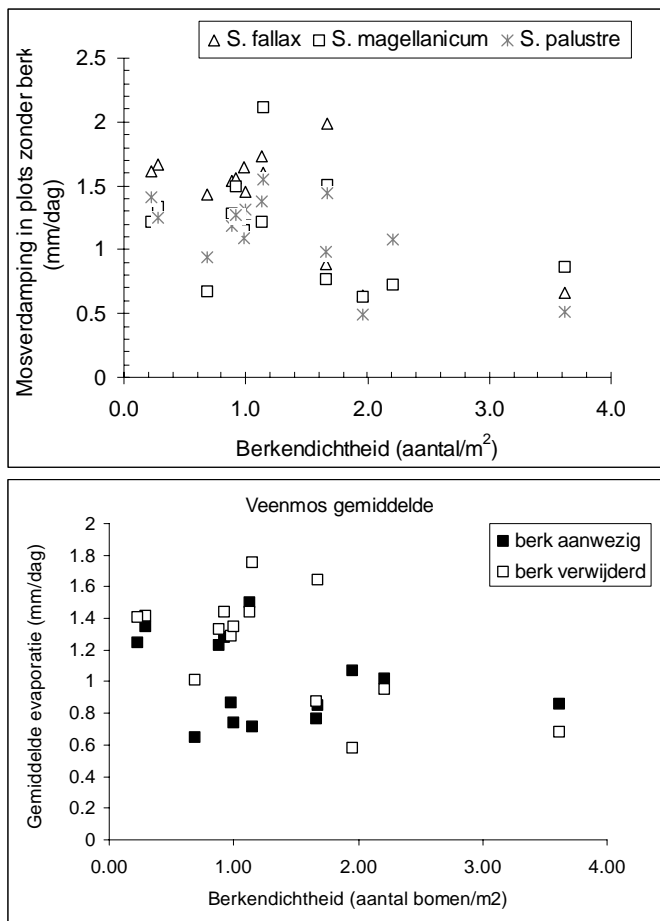 S. fallax S. magellanicum S. palustre
Mosverdamping in plots zonder berk
(mm/dag)
2.5
2
1.5
1
0.5
0
0.0 1.0 2.0 3.0 4.0
Berkendichtheid (aantal/m²)
Veenmos gemiddelde
berk aanwezig
berk verwijderd
Gemiddelde evaporatie (mm/dag)
2
1.8
1.6
1.4
1.2
1
0.8
0.6
0.4
0.2
0
0.00 1.00 2.00 3.00 4.00
Berkendichtheid (aantal bomen/m2)